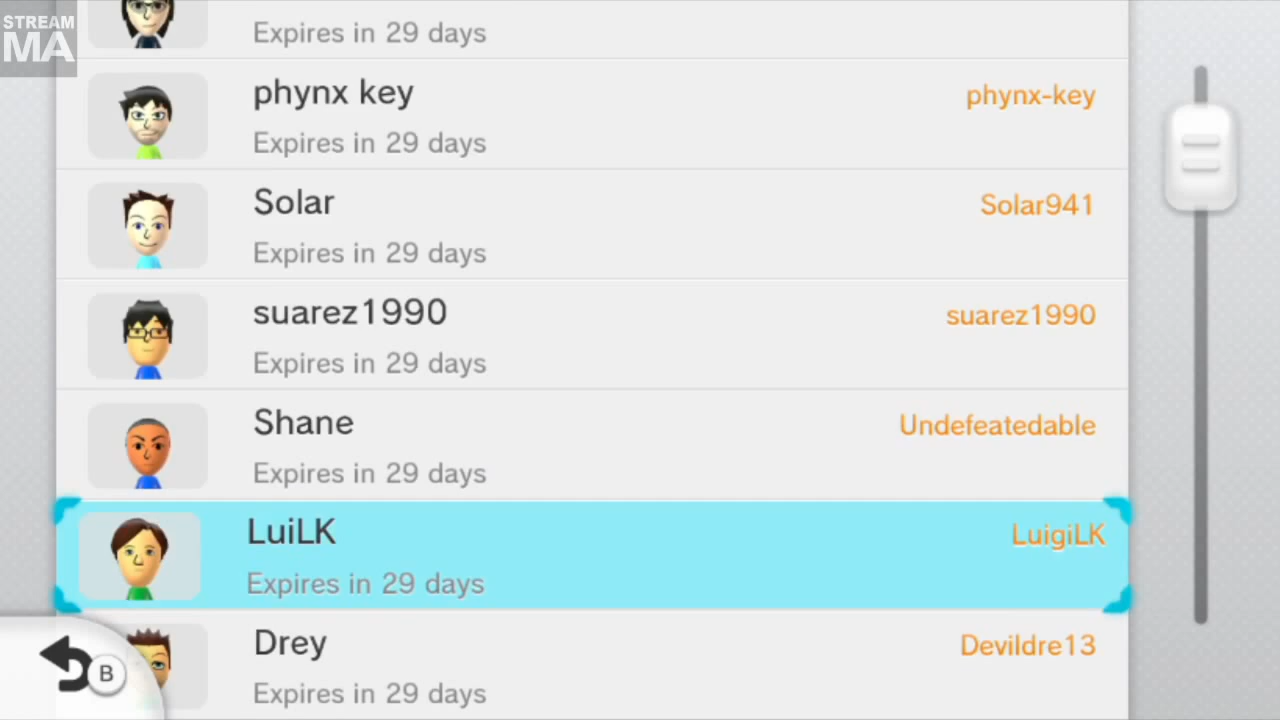 STREAM
MA
Expires in 29 days
phynx key
phynx-key
Expires in 29 days
Solar
Solar941
Expires in 29 days
suarez1990
suarez1990
Expires in 29 days
Shane
Undefeatedable
Expires in 29 days
LuiLK
LuigiLK
Expires in 29 days
Drey
Devildre13
Expires in 29 days
B